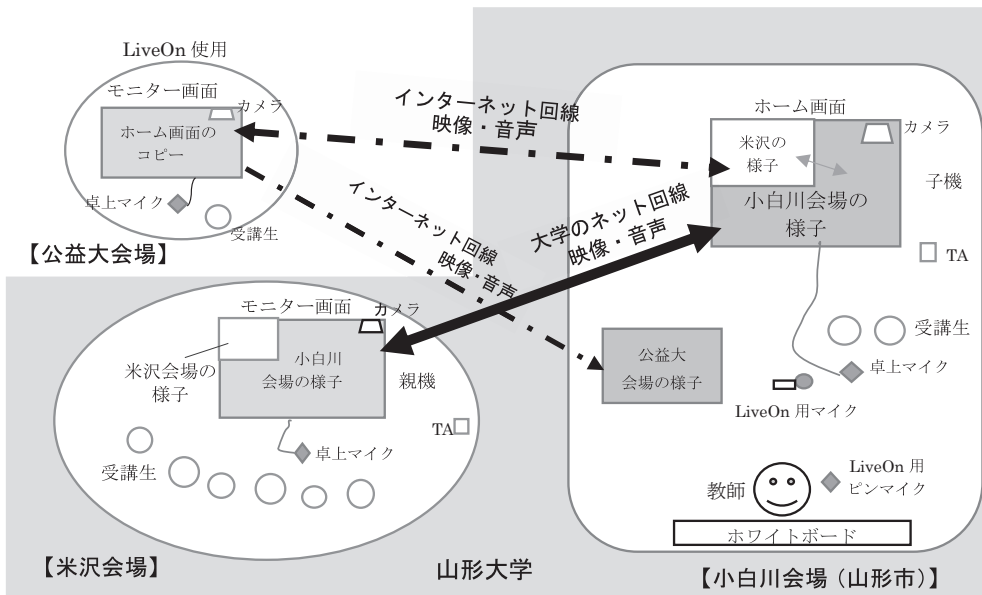 LiveOn 使用
モニター画面
カメラ
ホーム画面の
コピー
卓上マイク
受講生
【公益大会場】
インターネット回線
映像・音声
インターネット回線
映像・音声
大学のネット回線
映像・音声
ホーム画面
カメラ
米沢の
様子
小白川会場の
様子
子機
TA
受講生
卓上マイク
LiveOn 用マイク
公益大
会場の様子
教師
LiveOn 用
ピンマイク
ホワイトボード
【小白川会場（山形市）】
モニター画面
カメラ
小白川
会場の様子
米沢会場の
様子
親機
TA
卓上マイク
受講生
【米沢会場】
山形大学